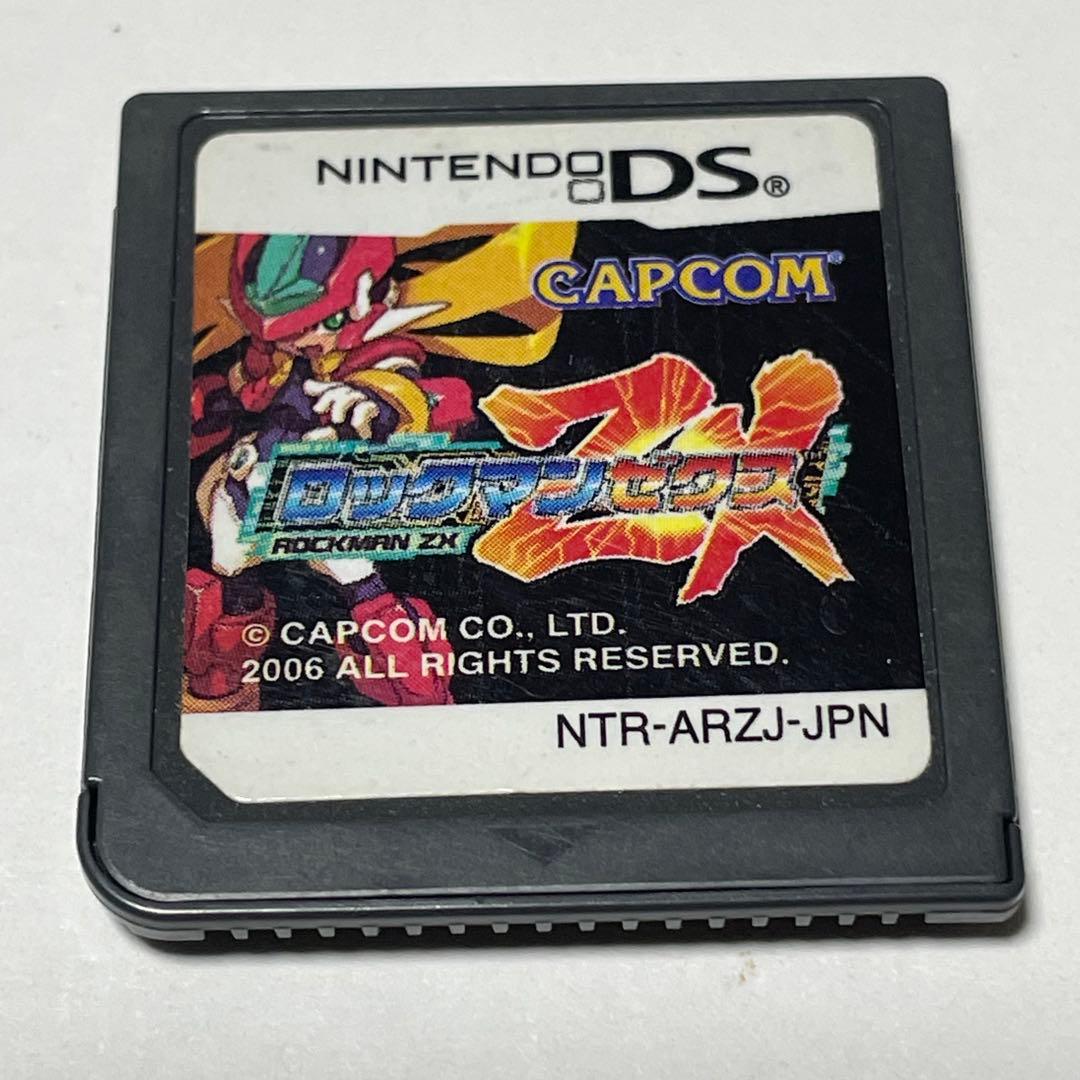 NINTENDO DS®
CAPCOM®
ZX
ロックマンゼクス
ROCKMAN ZX
© CAPCOM CO., LTD.
2006 ALL RIGHTS RESERVED.
NTR-ARZJ-JPN